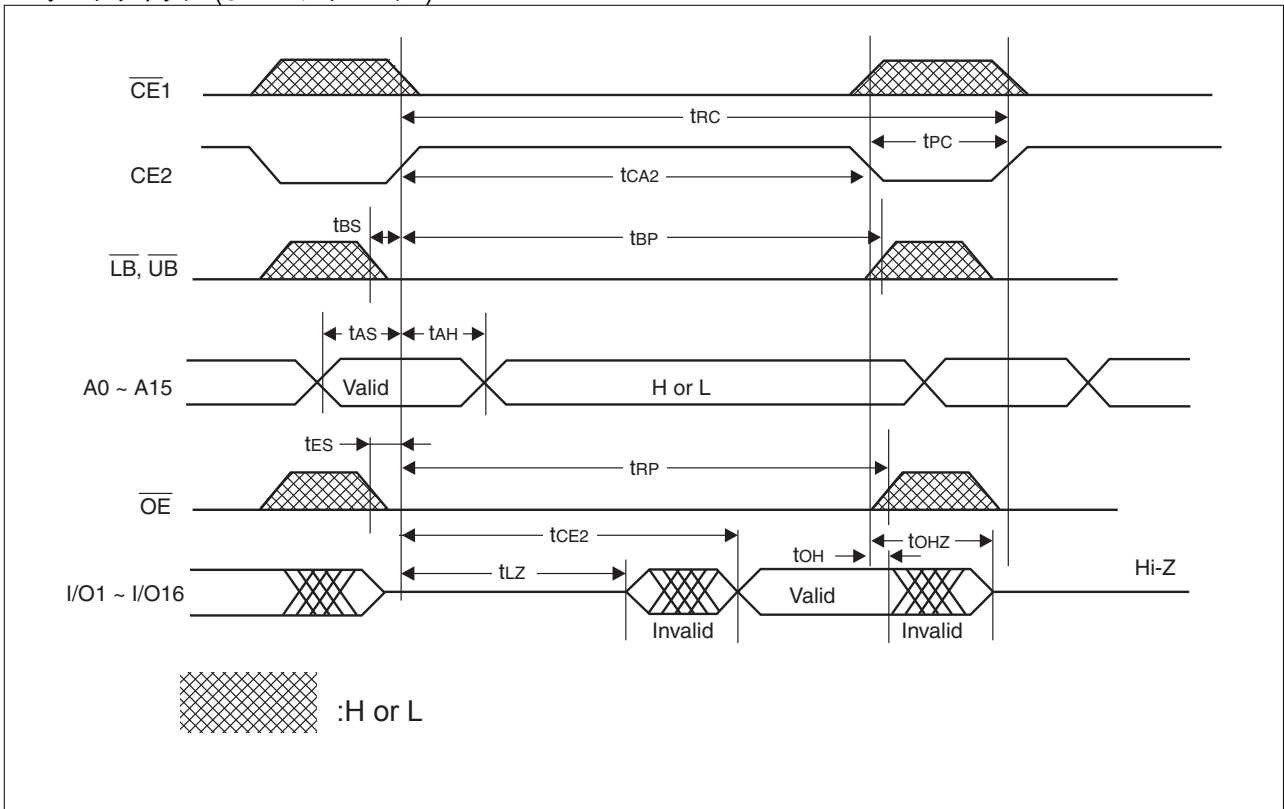 CE1
tRC
tPC
CE2
tCA2
tBS
tBP
LB, UB
tAS
tAH
A0 ~ A15
Valid
H or L
tES
tRP
OE
tCE2
tOH
tOHZ
tLZ
Hi-Z
I/O1 ~ I/O16
Valid
Invalid
Invalid
:H or L